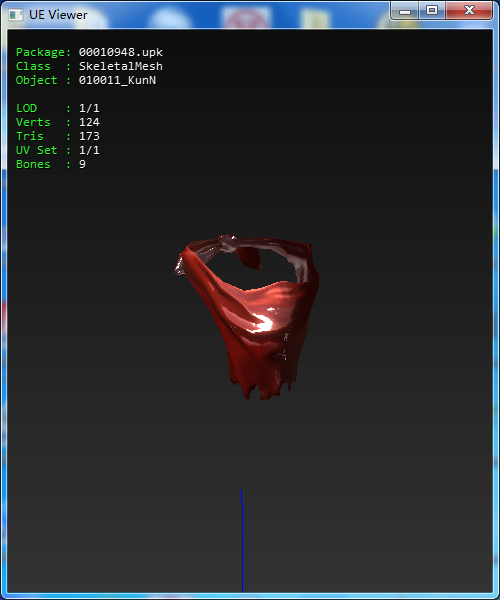 UE Viewer
Package: 00010948.upk
Class : SkeletalMesh
Object : 010011_KunN
LOD : 1/1
Verts : 124
Tris : 173
UV Set : 1/1
Bones : 9